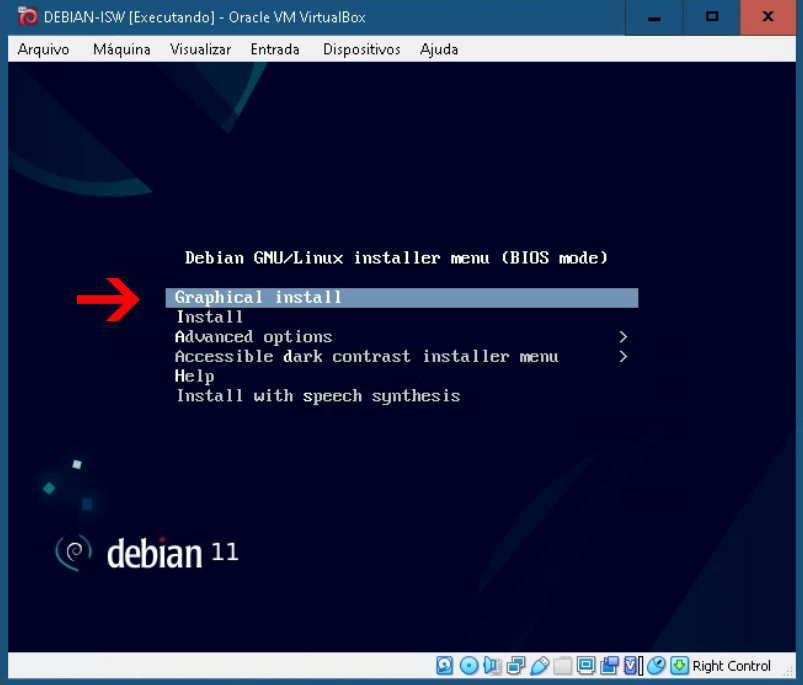 DEBIAN-ISW [Executando] - Oracle VM VirtualBox
Arquivo Máquina Visualizar Entrada Dispositivos Ajuda
Debian GNU/Linux installer menu (BIOS mode)
Graphical install
Install
Advanced options >
Accessible dark contrast installer menu >
Help
Install with speech synthesis
debian 11
Right Control